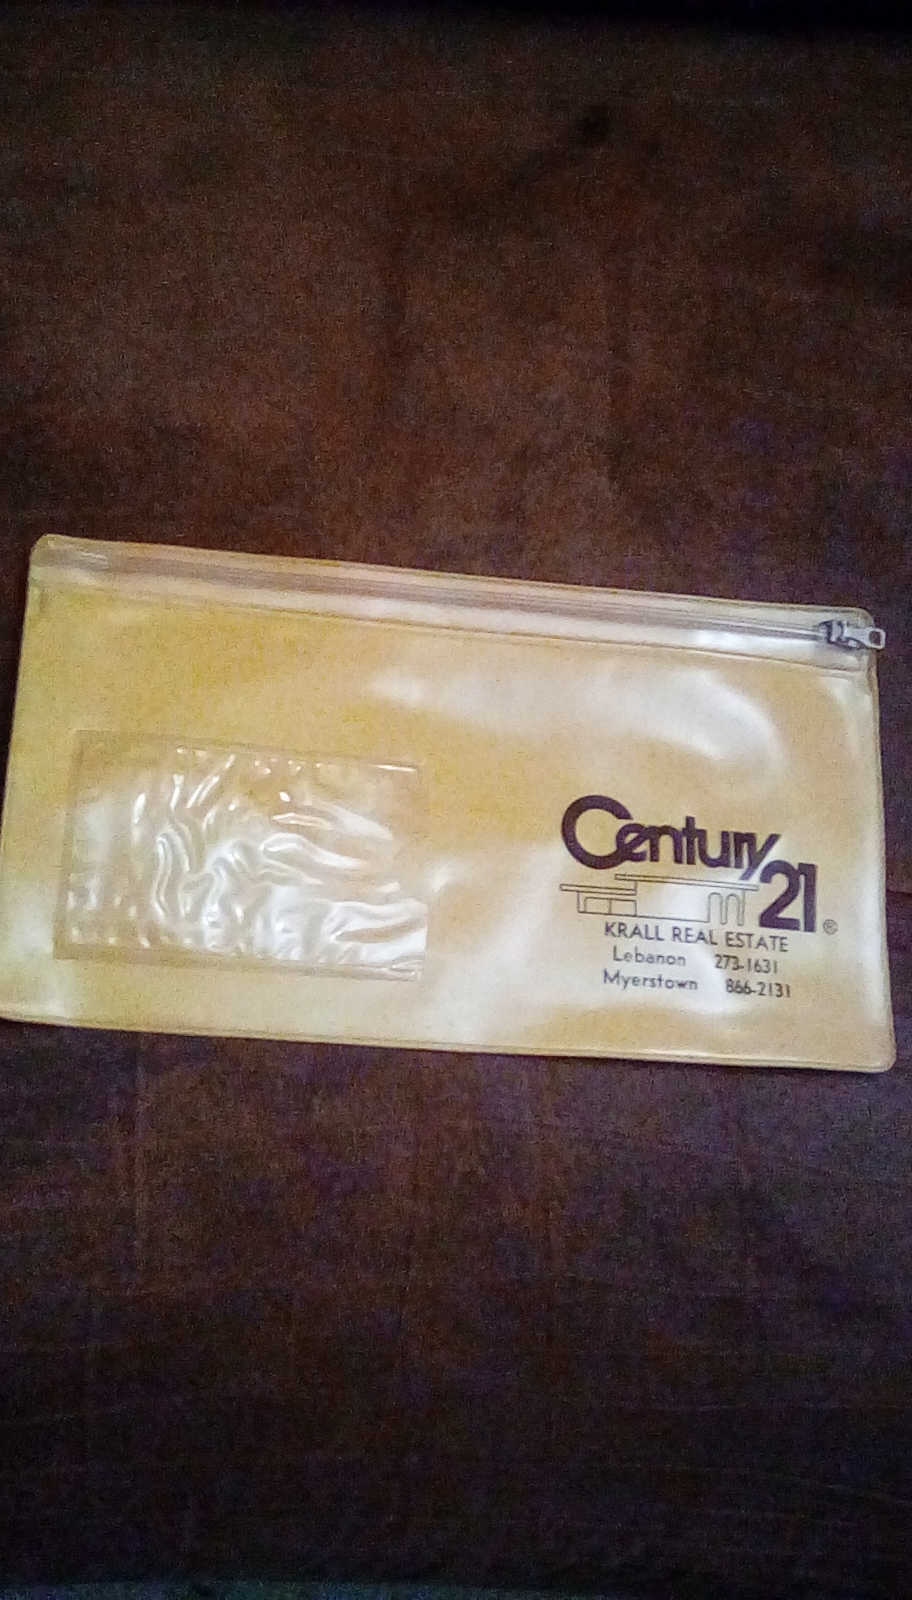 Century 21®
KRALL REAL ESTATE
Lebanon 273-1631
Myerstown 866-2131